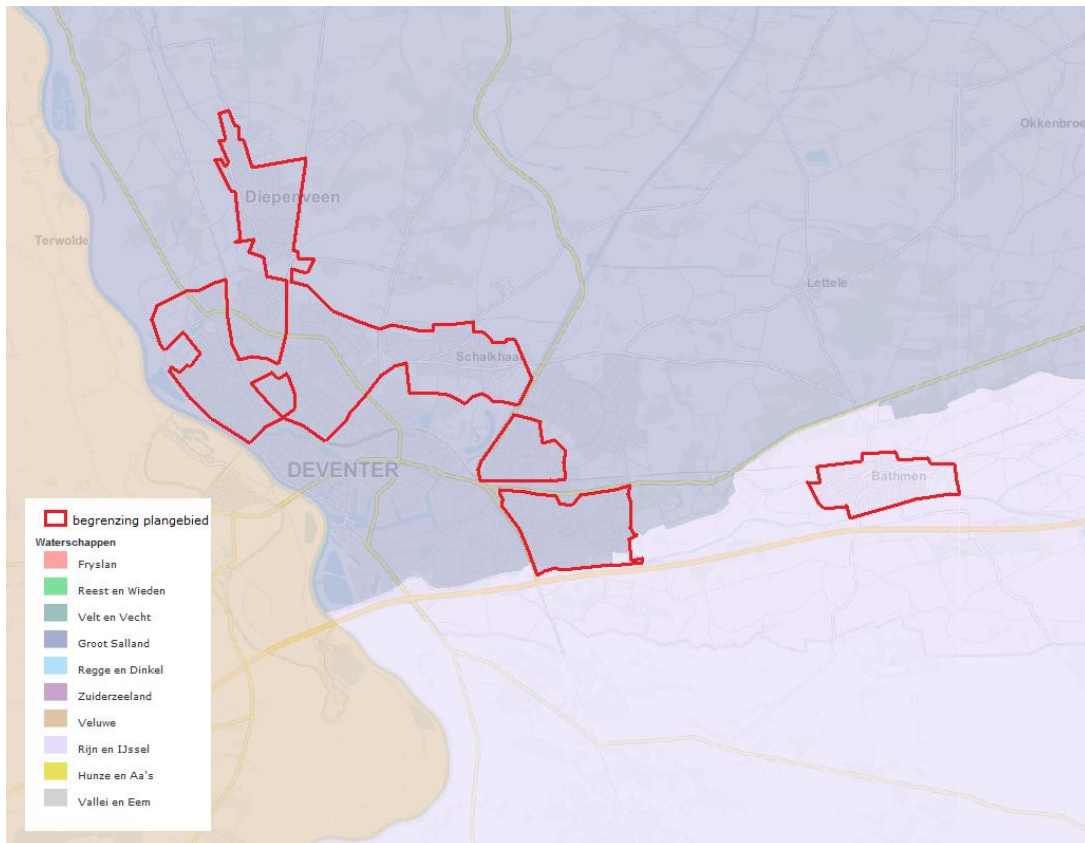 Okkenbroe
Diepenveen
Terwolde
Lettele
Schalkhaar
DEVENTER
Bathmen
begrenzing plangebied
Waterschappen
Fryslan
Reest en Wieden
Velt en Vecht
Groot Salland
Regge en Dinkel
Zuiderzeeland
Veluwe
Rijn en IJssel
Hunze en Aa's
Vallei en Eem